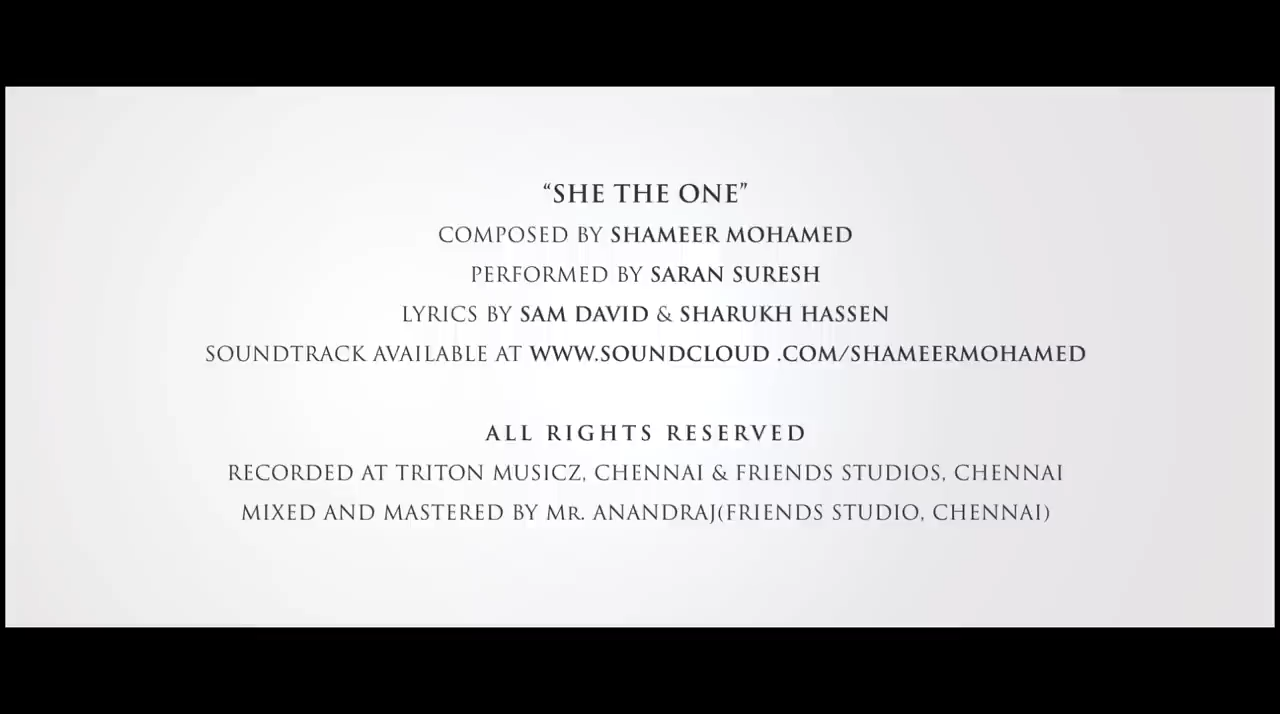 “SHE THE ONE”
COMPOSED BY SHAMEER MOHAMED
PERFORMED BY SARAN SURESH
LYRICS BY SAM DAVID & SHARUKH HASSEN
SOUNDTRACK AVAILABLE AT WWW.SOUNDCLOUD .COM/SHAMEERMOHAMED
ALL RIGHTS RESERVED
RECORDED AT TRITON MUSICZ, CHENNAI & FRIENDS STUDIOS, CHENNAI
MIXED AND MASTERED BY Mr. ANANDRAJ(FRIENDS STUDIO, CHENNAI)